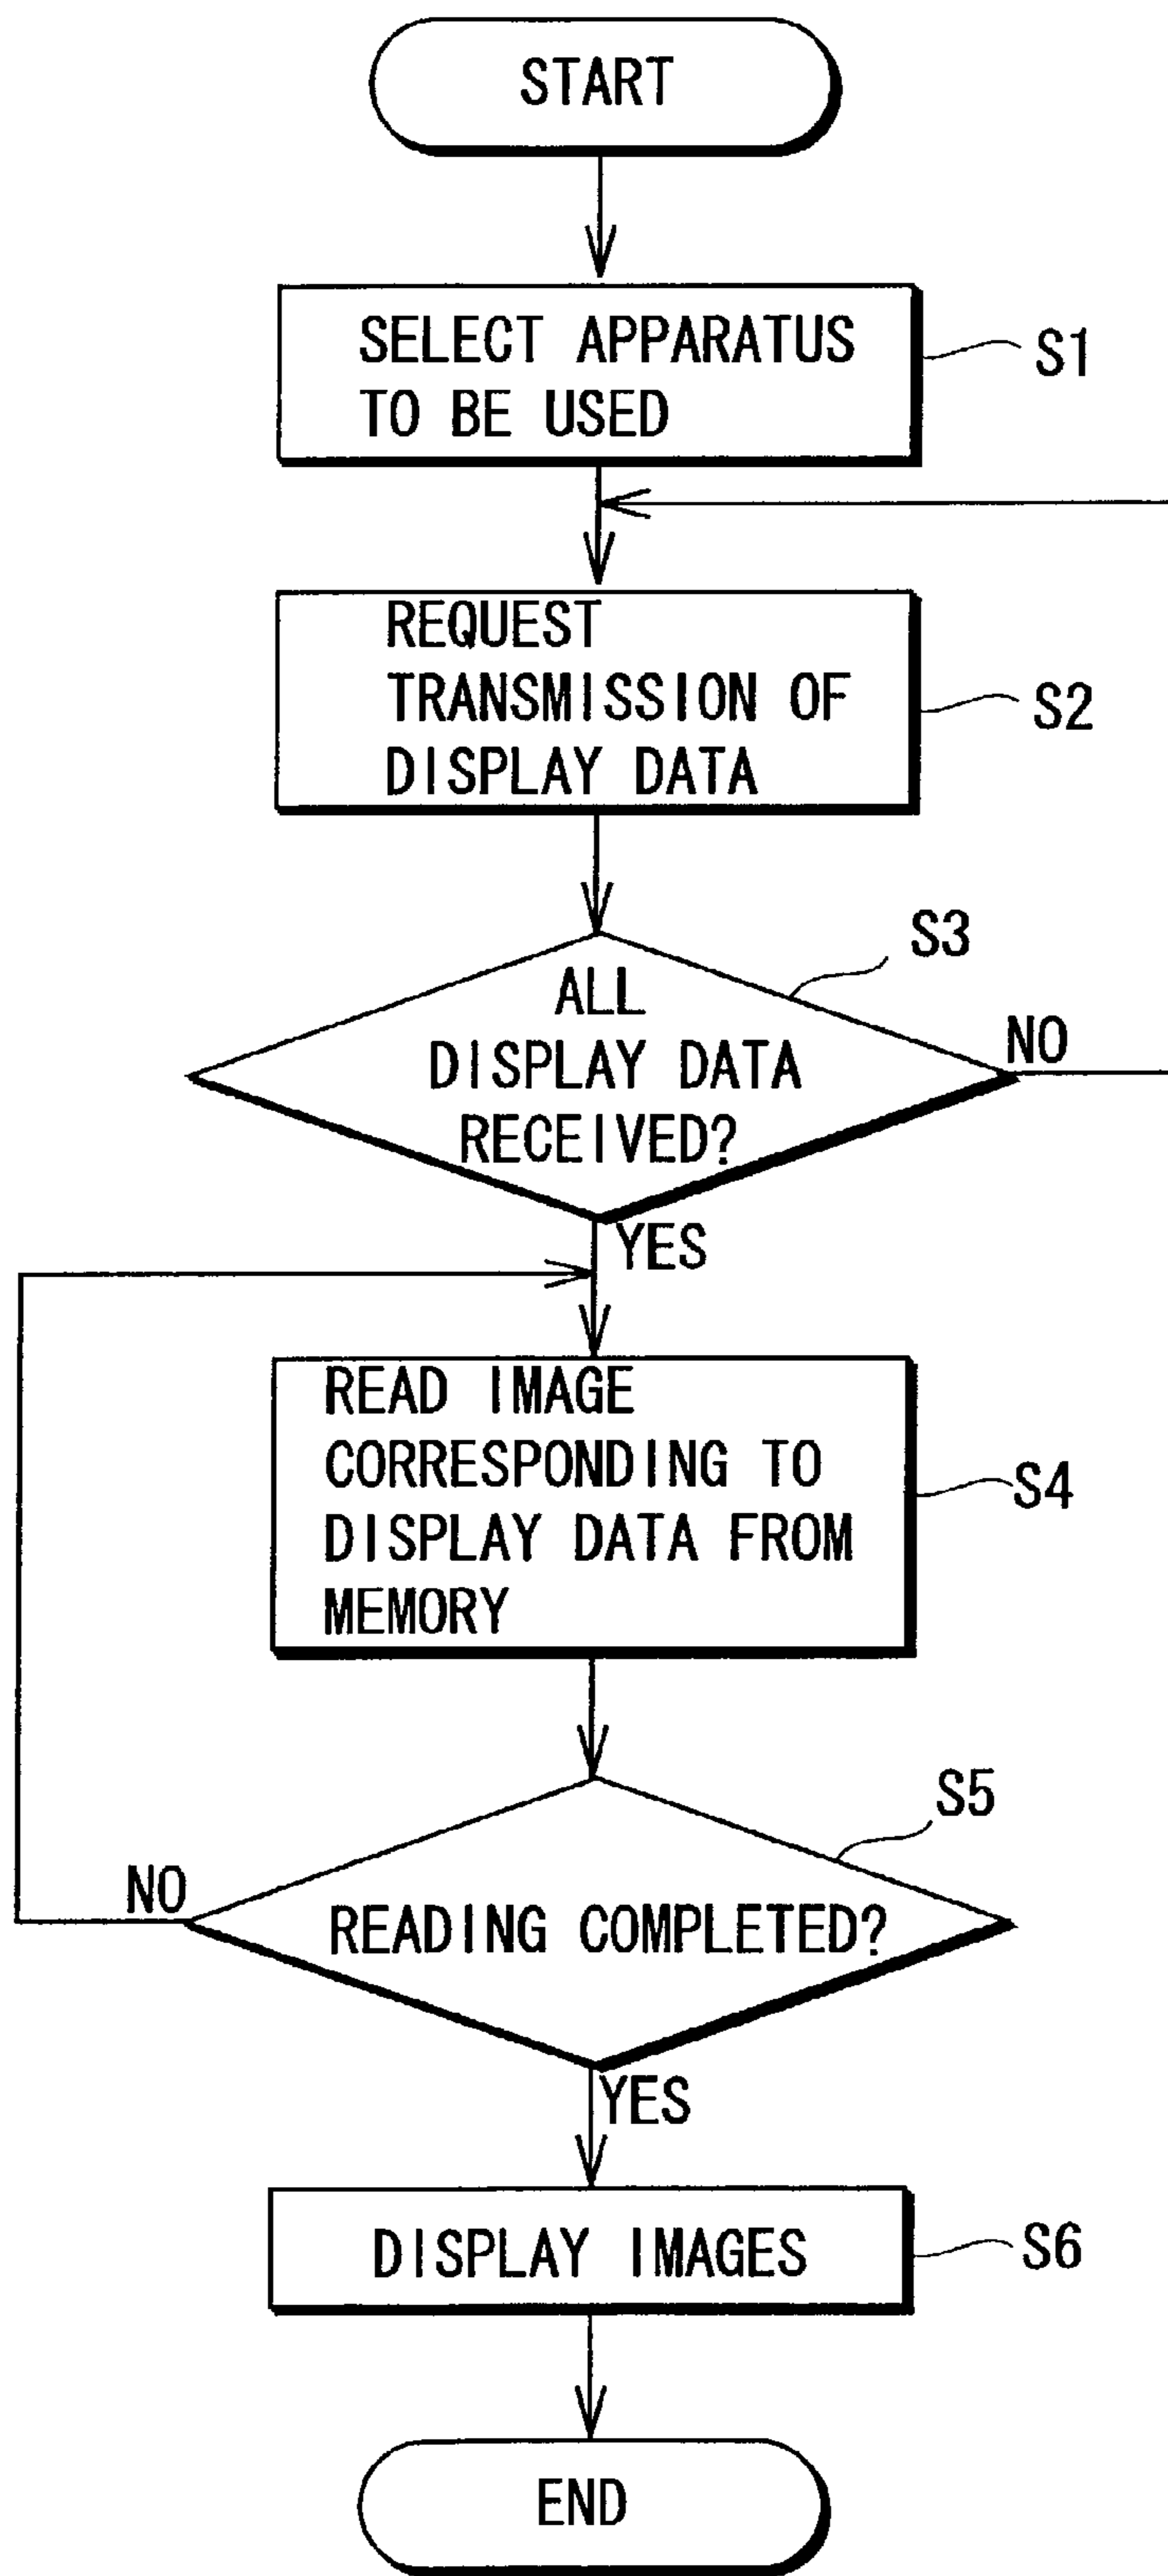 START
SELECT APPARATUS
TO BE USED
S1
REQUEST
TRANSMISSION OF
DISPLAY DATA
S2
S3
ALL
DISPLAY DATA
RECEIVED?
NO
YES
READ IMAGE
CORRESPONDING TO
DISPLAY DATA FROM
MEMORY
S4
S5
NO
READING COMPLETED?
YES
DISPLAY IMAGES
S6
END